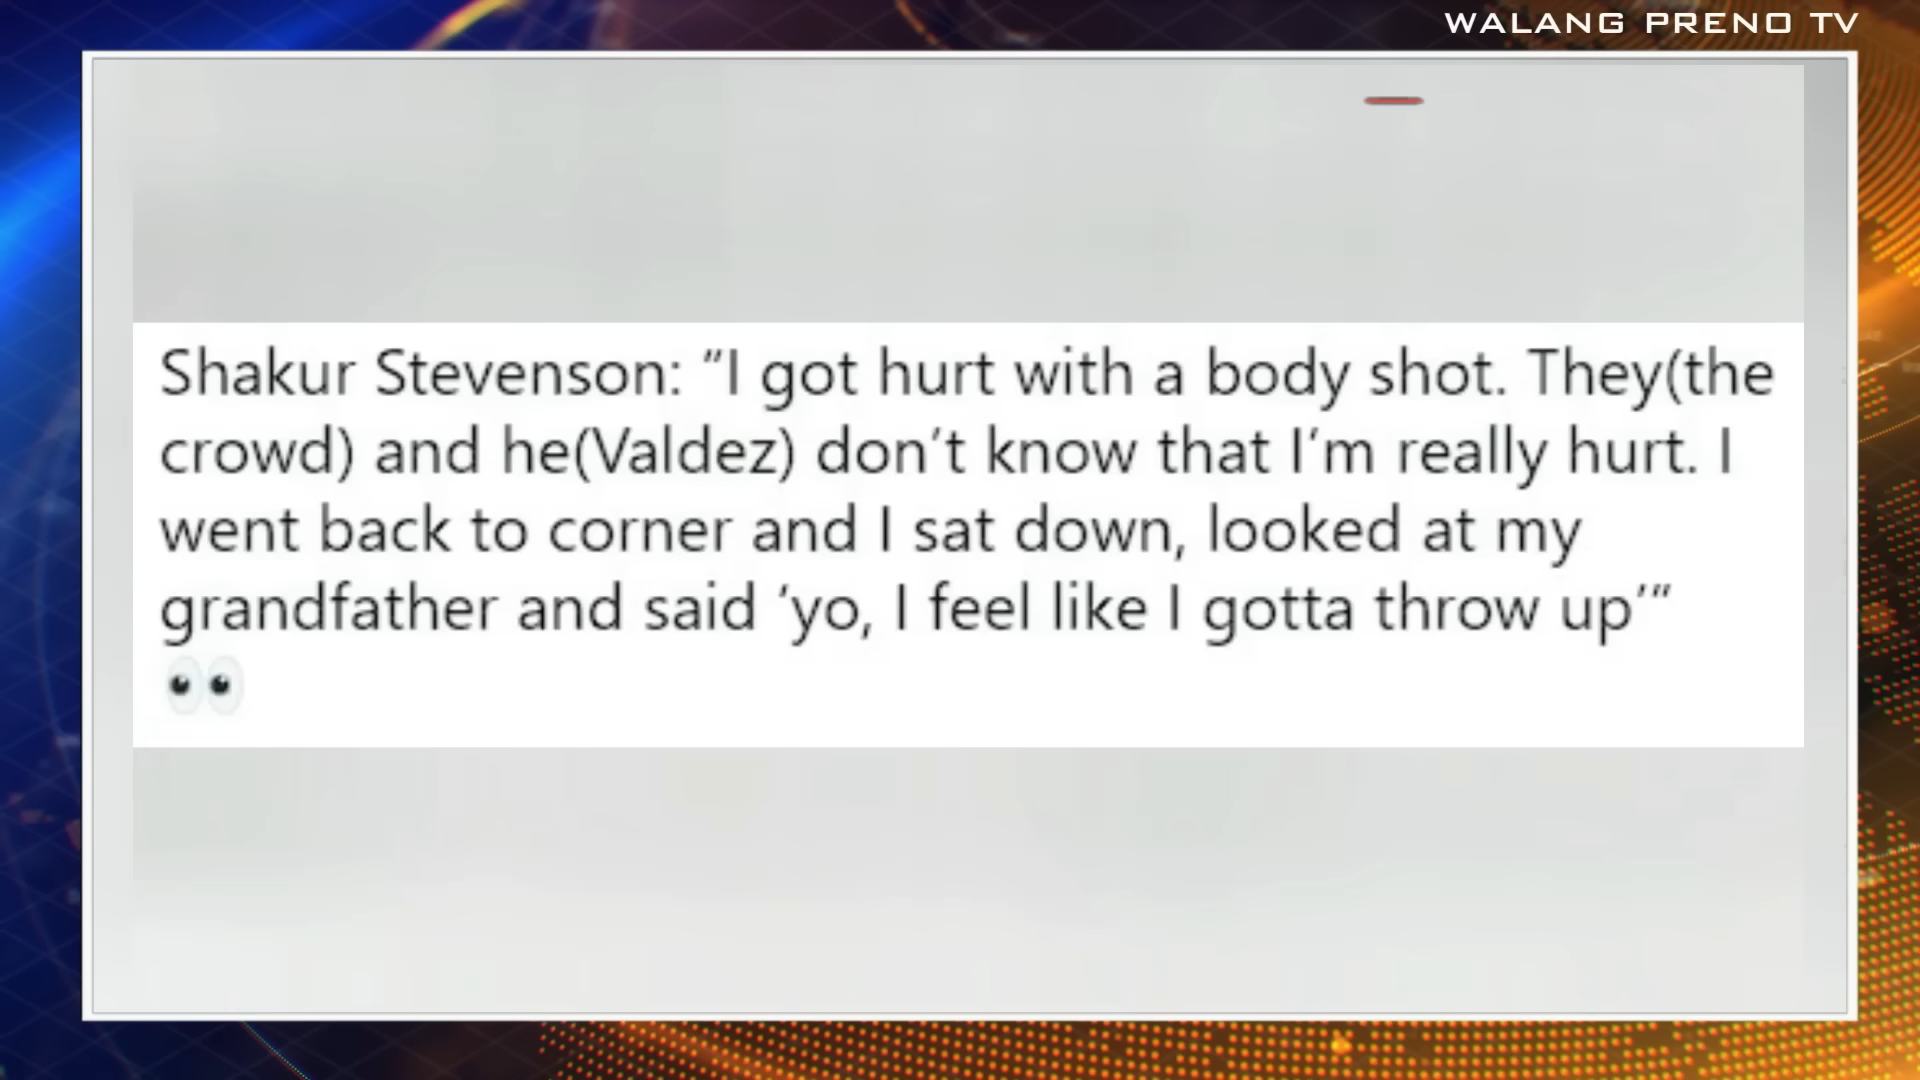 WALANG PRENO TV
Shakur Stevenson: “I got hurt with a body shot. They(the
crowd) and he(Valdez) don’t know that I’m really hurt. I
went back to corner and I sat down, looked at my
grandfather and said ‘yo, I feel like I gotta throw up’”
👀